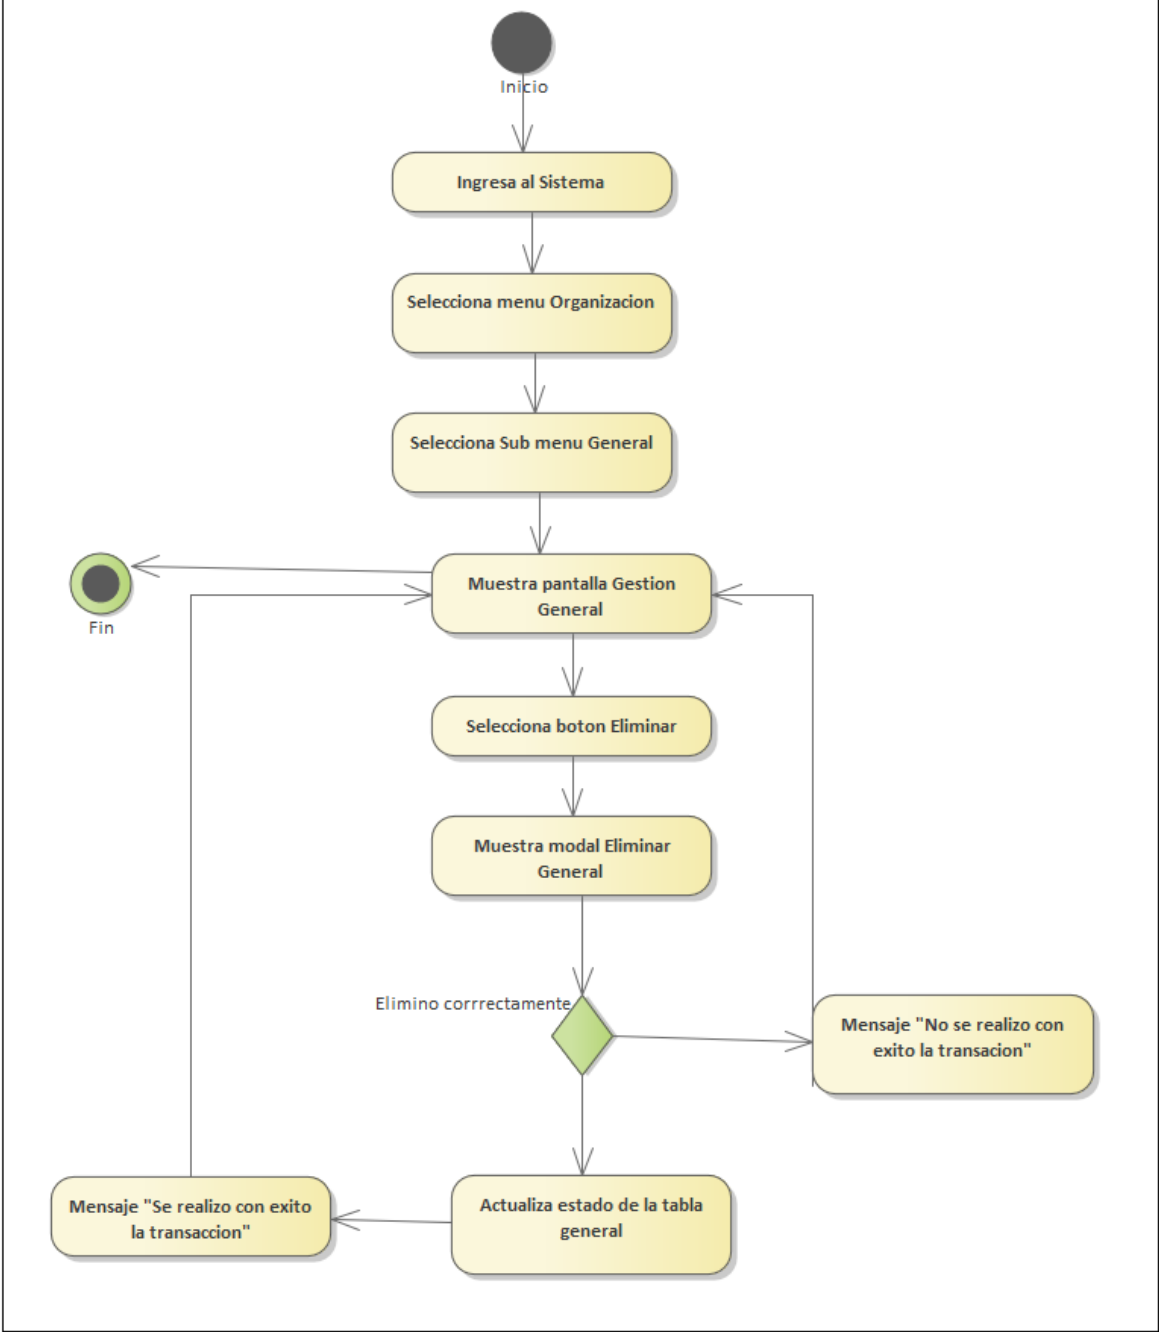 Inicio
Ingresa al Sistema
Selecciona menu Organizacion
Selecciona Sub menu General
Muestra pantalla Gestion
General
Fin
Selecciona boton Eliminar
Muestra modal Eliminar
General
Elimino corrrectamente
Mensaje "No se realizo con
exito la transacion"
Actualiza estado de la tabla
general
Mensaje "Se realizo con exito
la transaccion"